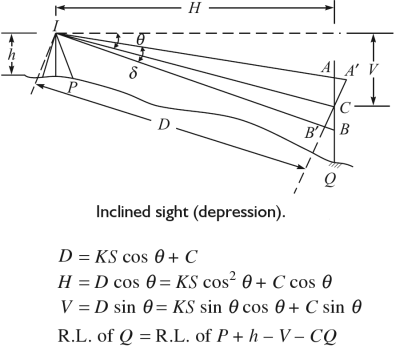 H
I
θ
h
δ
A
A′
V
P
C
D
B′
B
Q
Inclined sight (depression).
D = KS cos θ + C
H = D cos θ = KS cos² θ + C cos θ
V = D sin θ = KS sin θ cos θ + C sin θ
R.L. of Q = R.L. of P + h – V – CQ